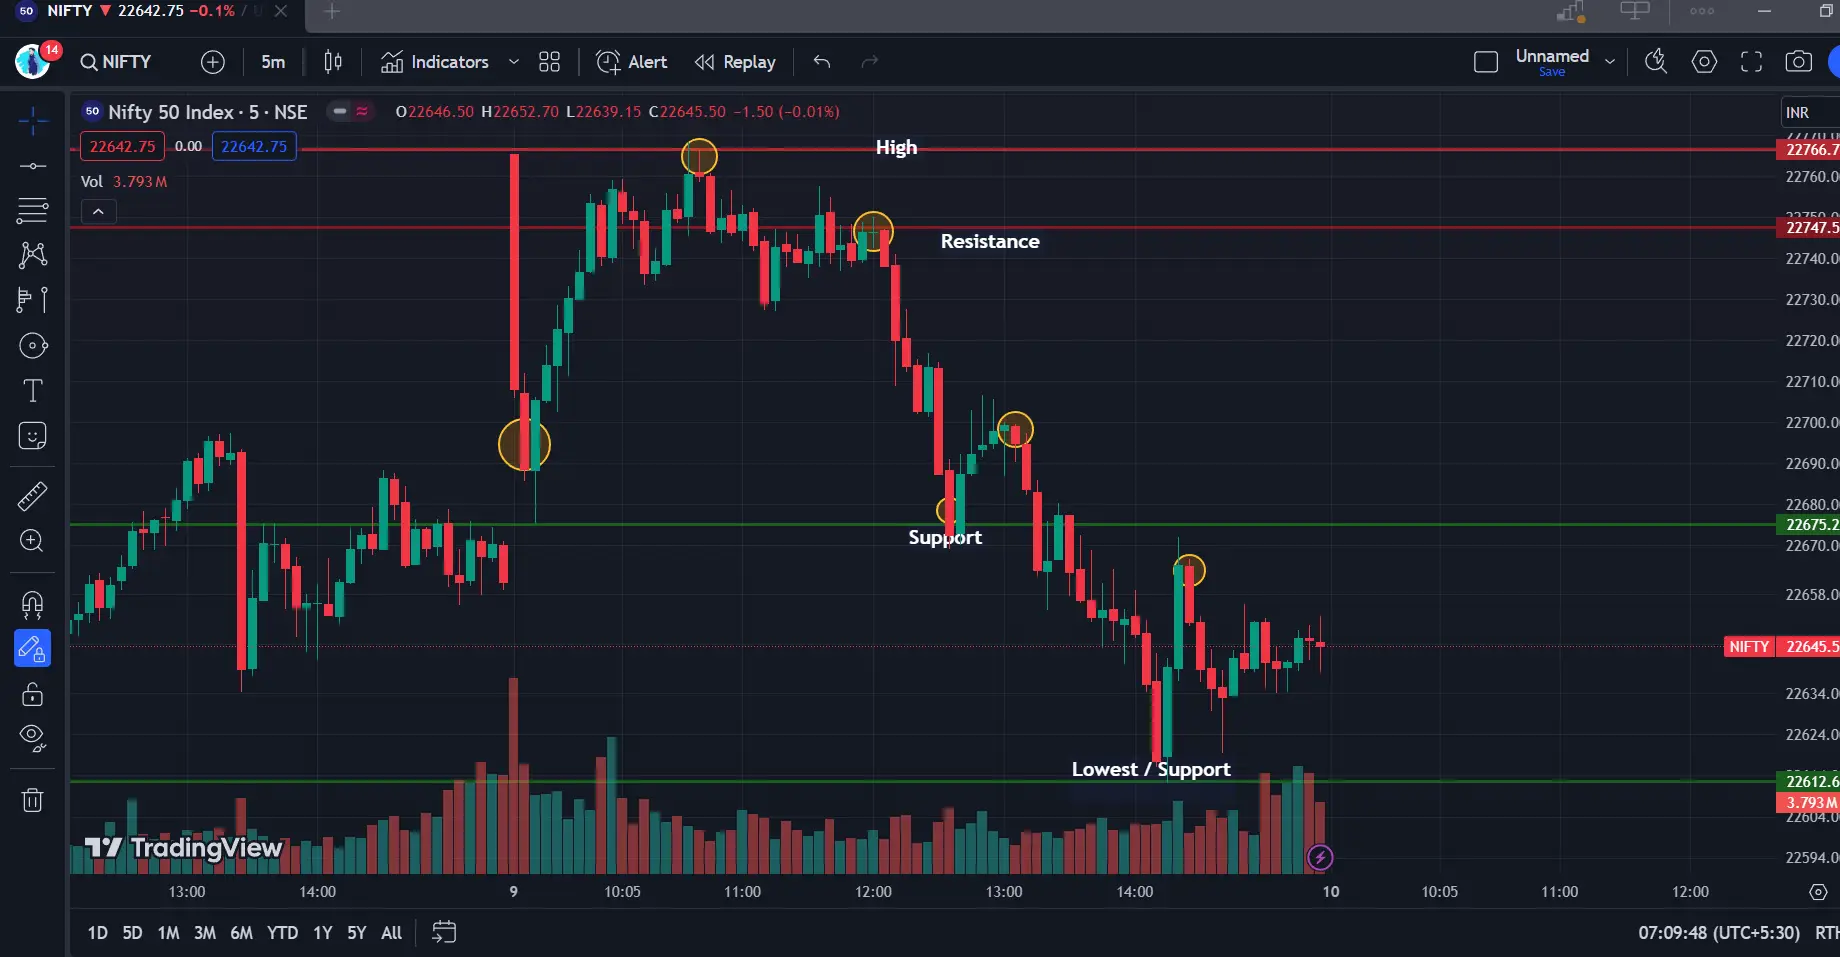 50 NIFTY ▼ 22642.75 −0.1% /
14 NIFTY 5m Indicators Alert Replay Unnamed
Save
50 Nifty 50 Index · 5 · NSE O22646.50 H22652.70 L22639.15 C22645.50 −1.50 (−0.01%) INR
22642.75 0.00 22642.75
Vol 3.793M
High
Resistance
Support
Lowest / Support
22766.7
22760.0
22747.5
22740.0
22730.0
22720.0
22710.0
22700.0
22690.0
22680.0
22675.2
22670.0
22658.0
NIFTY 22645.5
22634.0
22624.0
22612.6
3.793M
22604.0
22594.0
TradingView
13:00 14:00 9 10:05 11:00 12:00 13:00 14:00 10 10:05 11:00 12:00
1D 5D 1M 3M 6M YTD 1Y 5Y All 07:09:48 (UTC+5:30) RTH